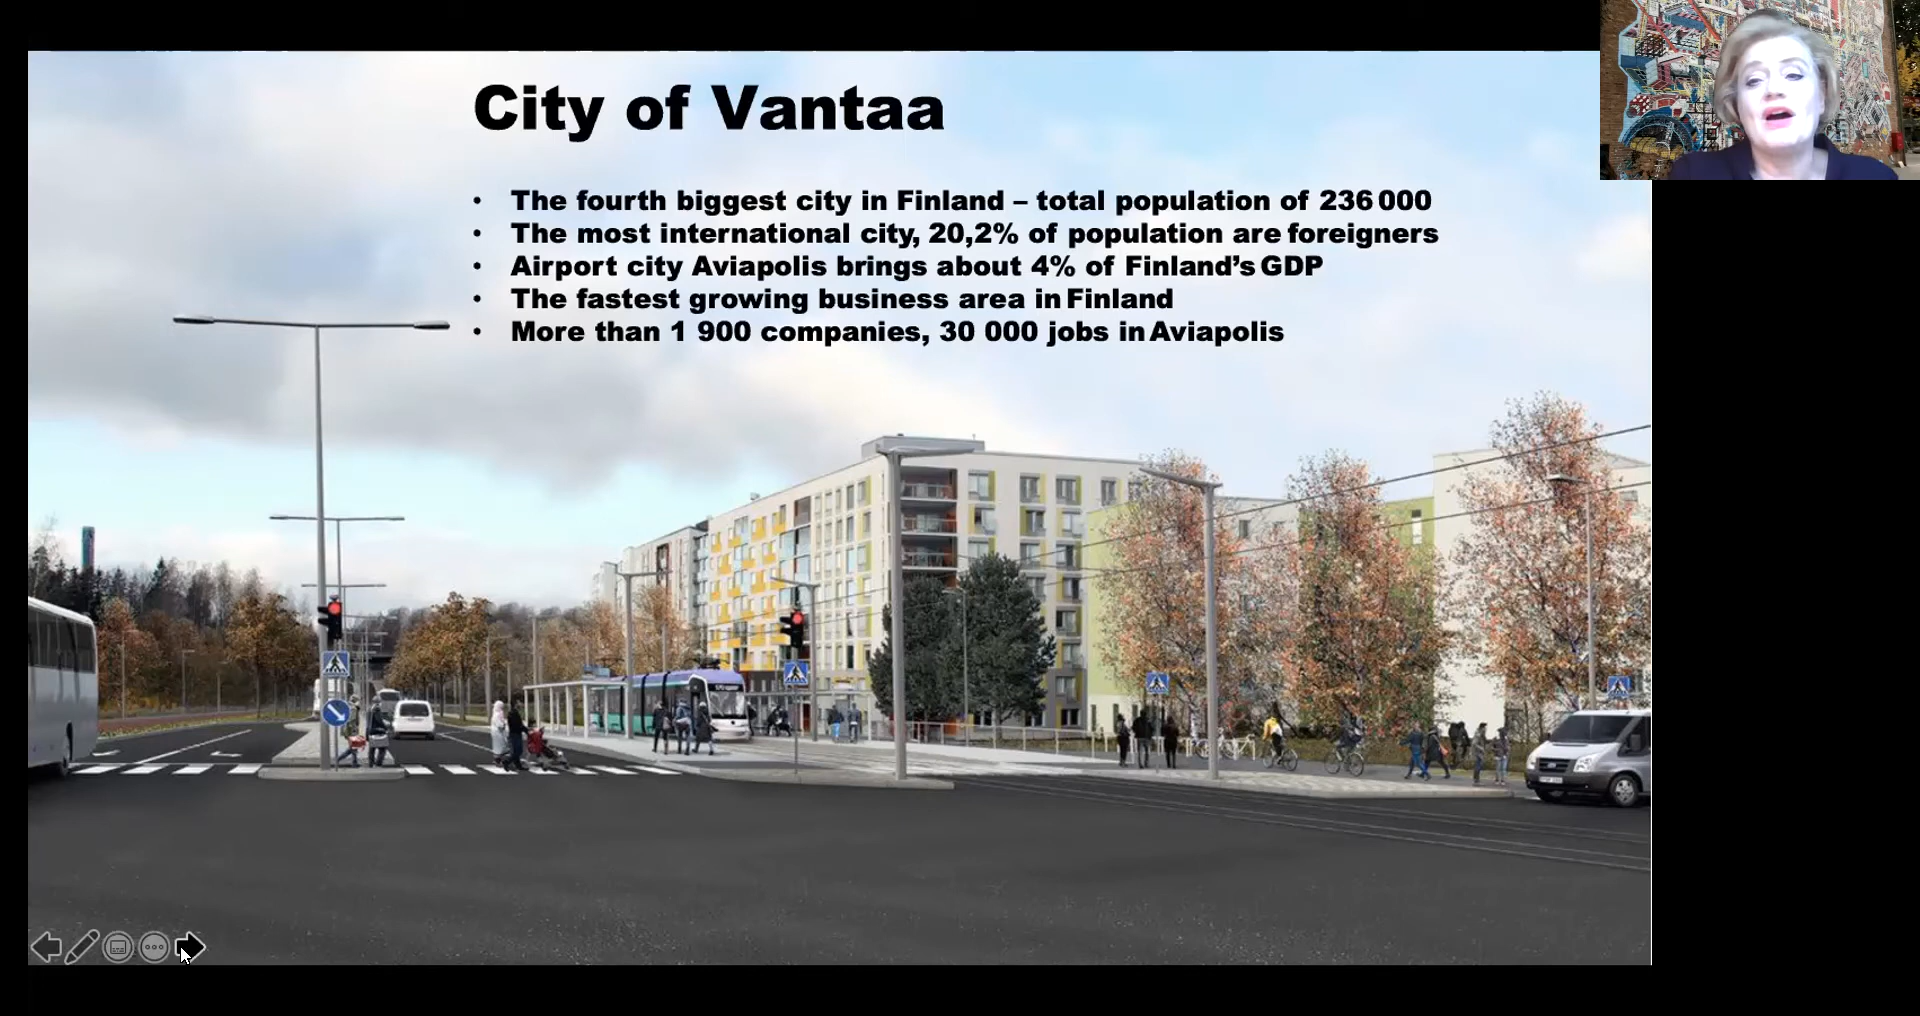 City of Vantaa
• The fourth biggest city in Finland – total population of 236 000
• The most international city, 20,2% of population are foreigners
• Airport city Aviapolis brings about 4% of Finland's GDP
• The fastest growing business area in Finland
• More than 1 900 companies, 30 000 jobs in Aviapolis